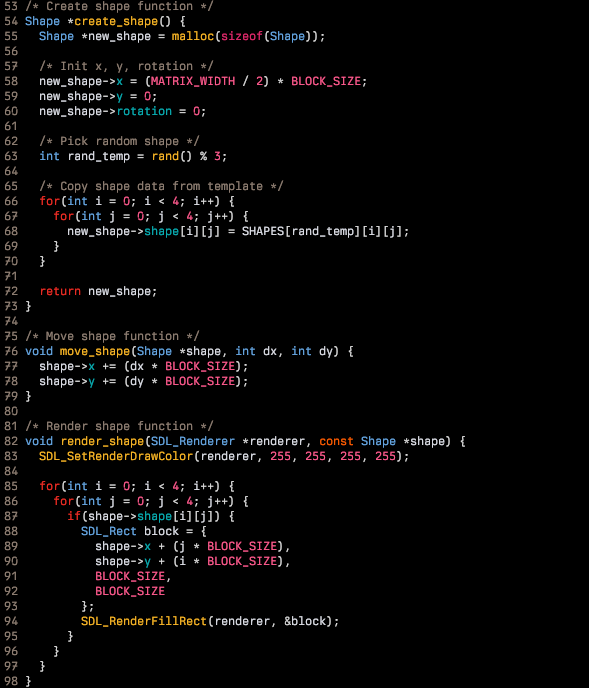 53 /* Create shape function */
54 Shape *create_shape() {
55   Shape *new_shape = malloc(sizeof(Shape));
56
57   /* Init x, y, rotation */
58   new_shape->x = (MATRIX_WIDTH / 2) * BLOCK_SIZE;
59   new_shape->y = 0;
60   new_shape->rotation = 0;
61
62   /* Pick random shape */
63   int rand_temp = rand() % 3;
64
65   /* Copy shape data from template */
66   for(int i = 0; i < 4; i++) {
67     for(int j = 0; j < 4; j++) {
68       new_shape->shape[i][j] = SHAPES[rand_temp][i][j];
69     }
70   }
71
72   return new_shape;
73 }
74
75 /* Move shape function */
76 void move_shape(Shape *shape, int dx, int dy) {
77   shape->x += (dx * BLOCK_SIZE);
78   shape->y += (dy * BLOCK_SIZE);
79 }
80
81 /* Render shape function */
82 void render_shape(SDL_Renderer *renderer, const Shape *shape) {
83   SDL_SetRenderDrawColor(renderer, 255, 255, 255, 255);
84
85   for(int i = 0; i < 4; i++) {
86     for(int j = 0; j < 4; j++) {
87       if(shape->shape[i][j]) {
88         SDL_Rect block = {
89           shape->x + (j * BLOCK_SIZE),
90           shape->y + (i * BLOCK_SIZE),
91           BLOCK_SIZE,
92           BLOCK_SIZE
93         };
94         SDL_RenderFillRect(renderer, &block);
95       }
96     }
97   }
98 }